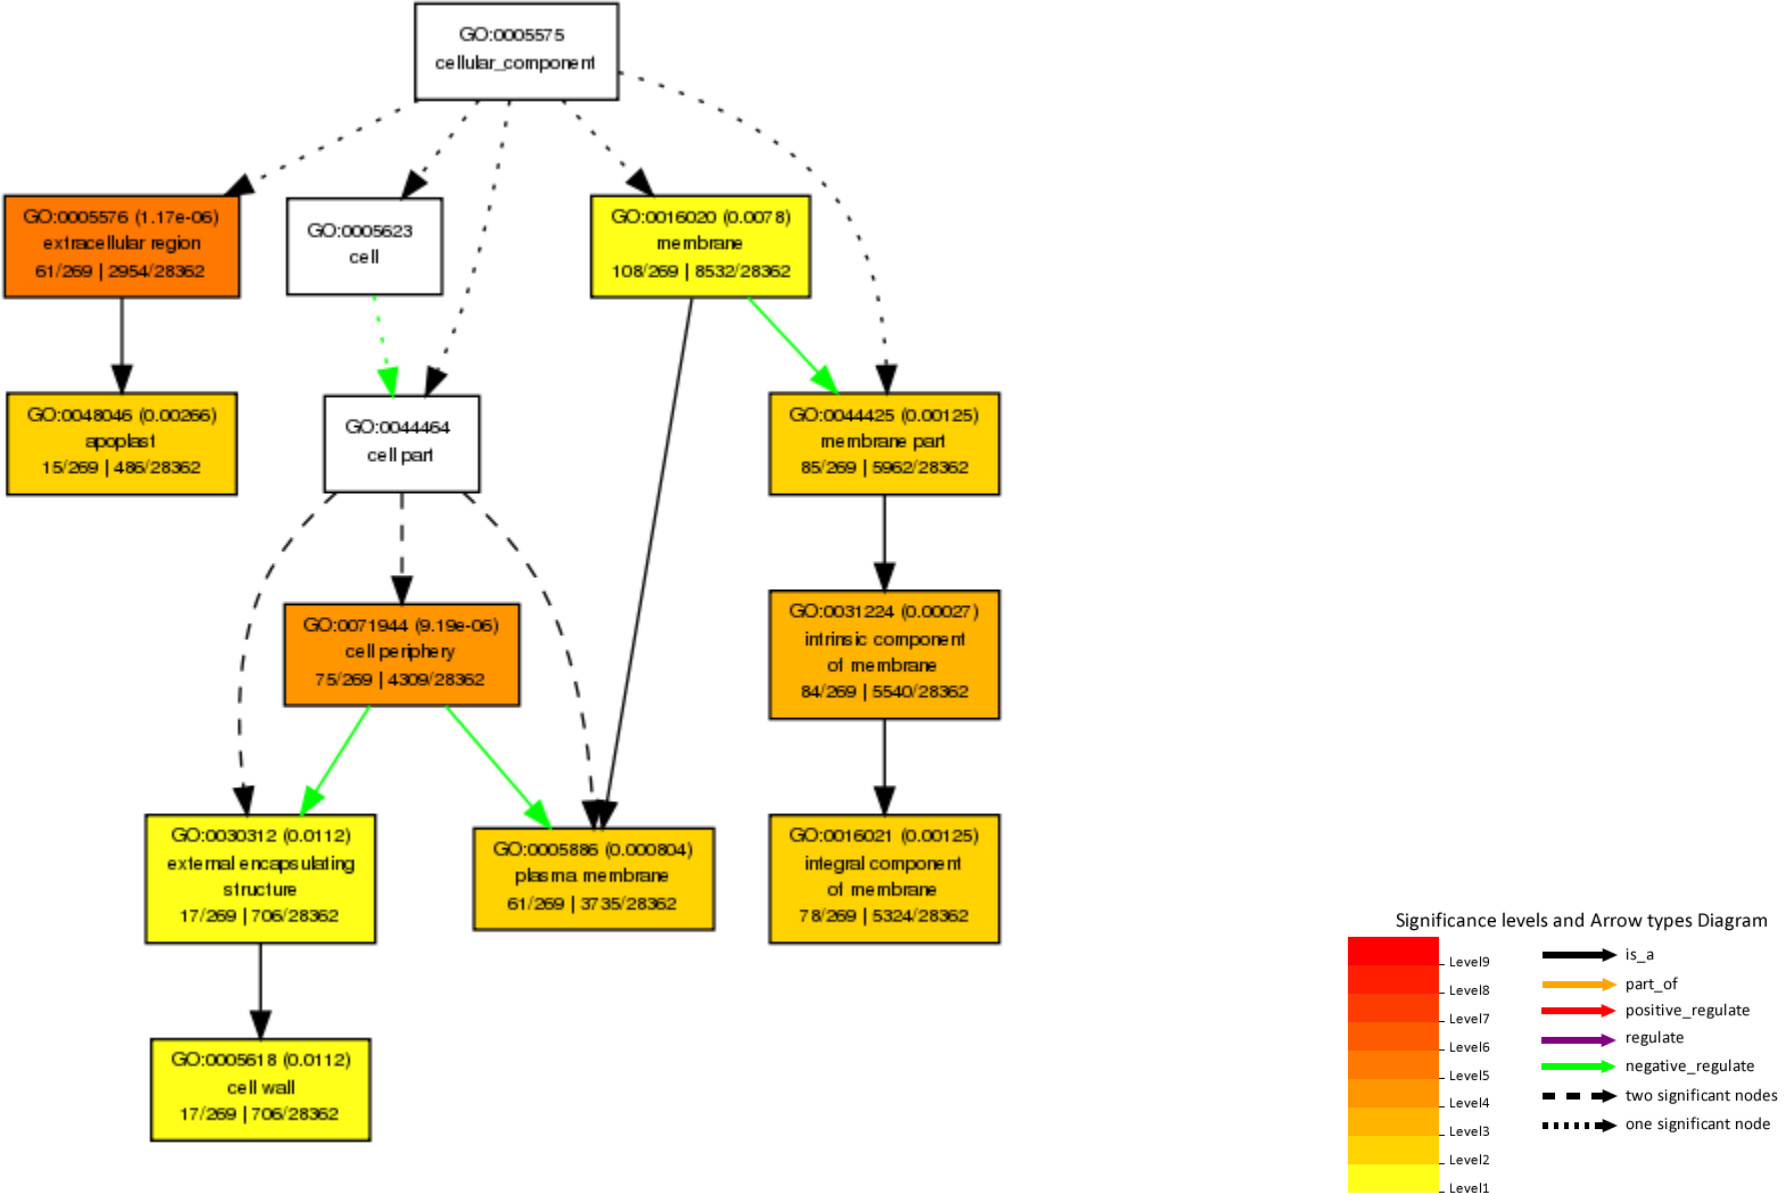 GO:0005575
cellular_component
GO:0005576 (1.17e-06)
extracellular region
61/269 | 2954/28362
GO:0005623
cell
GO:0016020 (0.0078)
membrane
108/269 | 8532/28362
GO:0048046 (0.00266)
apoplast
15/269 | 486/28362
GO:0044464
cell part
GO:0044425 (0.00125)
membrane part
85/269 | 5962/28362
GO:0071944 (9.19e-06)
cell periphery
75/269 | 4309/28362
GO:0031224 (0.00027)
intrinsic component
of membrane
84/269 | 5540/28362
GO:0030312 (0.0112)
external encapsulating
structure
17/269 | 706/28362
GO:0005886 (0.000804)
plasma membrane
61/269 | 3735/28362
GO:0016021 (0.00125)
integral component
of membrane
78/269 | 5324/28362
GO:0005618 (0.0112)
cell wall
17/269 | 706/28362
Significance levels and Arrow types Diagram
Level9
Level8
Level7
Level6
Level5
Level4
Level3
Level2
Level1
is_a
part_of
positive_regulate
regulate
negative_regulate
two significant nodes
one significant node